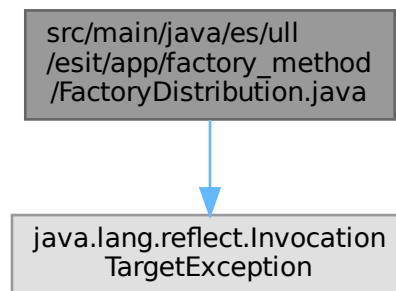 src/main/java/es/ull
/esit/app/factory_method
/FactoryDistribution.java
java.lang.reflect.Invocation
TargetException